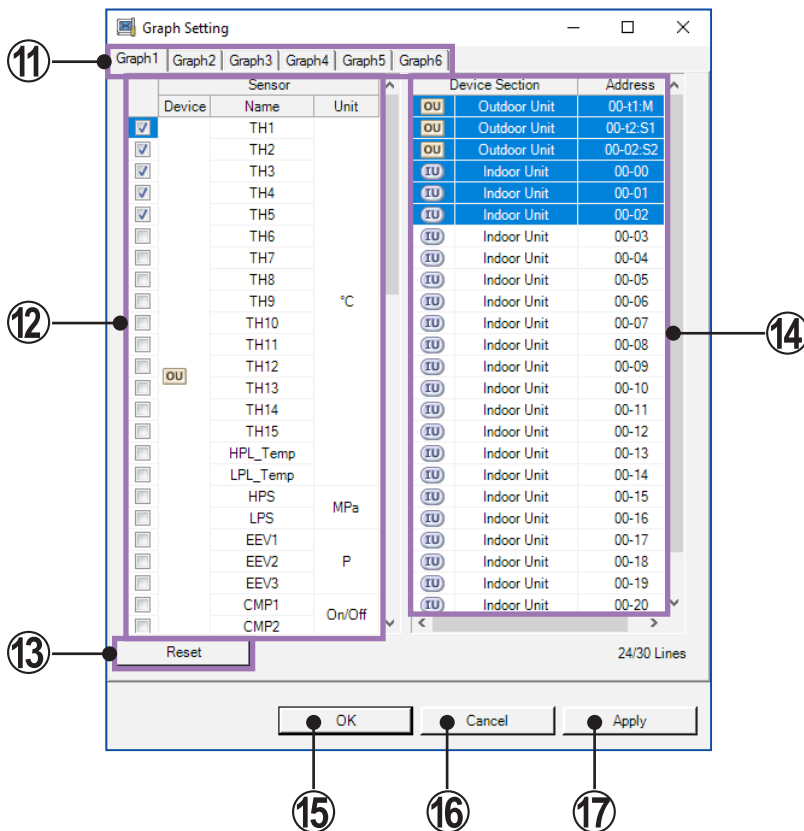 Graph Setting
⑪ Graph1 Graph2 Graph3 Graph4 Graph5 Graph6
Sensor Device Section Address
Device Name Unit
TH1 OU Outdoor Unit 00-t1:M
TH2 OU Outdoor Unit 00-t2:S1
TH3 OU Outdoor Unit 00-02:S2
TH4 IU Indoor Unit 00-00
TH5 IU Indoor Unit 00-01
TH6 IU Indoor Unit 00-02
TH7 IU Indoor Unit 00-03
TH8 IU Indoor Unit 00-04
TH9 °C IU Indoor Unit 00-05
⑫ TH10 IU Indoor Unit 00-06
TH11 IU Indoor Unit 00-07 ⑭
TH12 IU Indoor Unit 00-08
OU TH13 IU Indoor Unit 00-09
TH14 IU Indoor Unit 00-10
TH15 IU Indoor Unit 00-11
HPL_Temp IU Indoor Unit 00-12
LPL_Temp IU Indoor Unit 00-13
HPS MPa IU Indoor Unit 00-14
LPS IU Indoor Unit 00-15
EEV1 IU Indoor Unit 00-16
EEV2 P IU Indoor Unit 00-17
EEV3 IU Indoor Unit 00-18
CMP1 On/Off IU Indoor Unit 00-19
CMP2 IU Indoor Unit 00-20
⑬ Reset 24/30 Lines
OK Cancel Apply
⑮ ⑯ ⑰